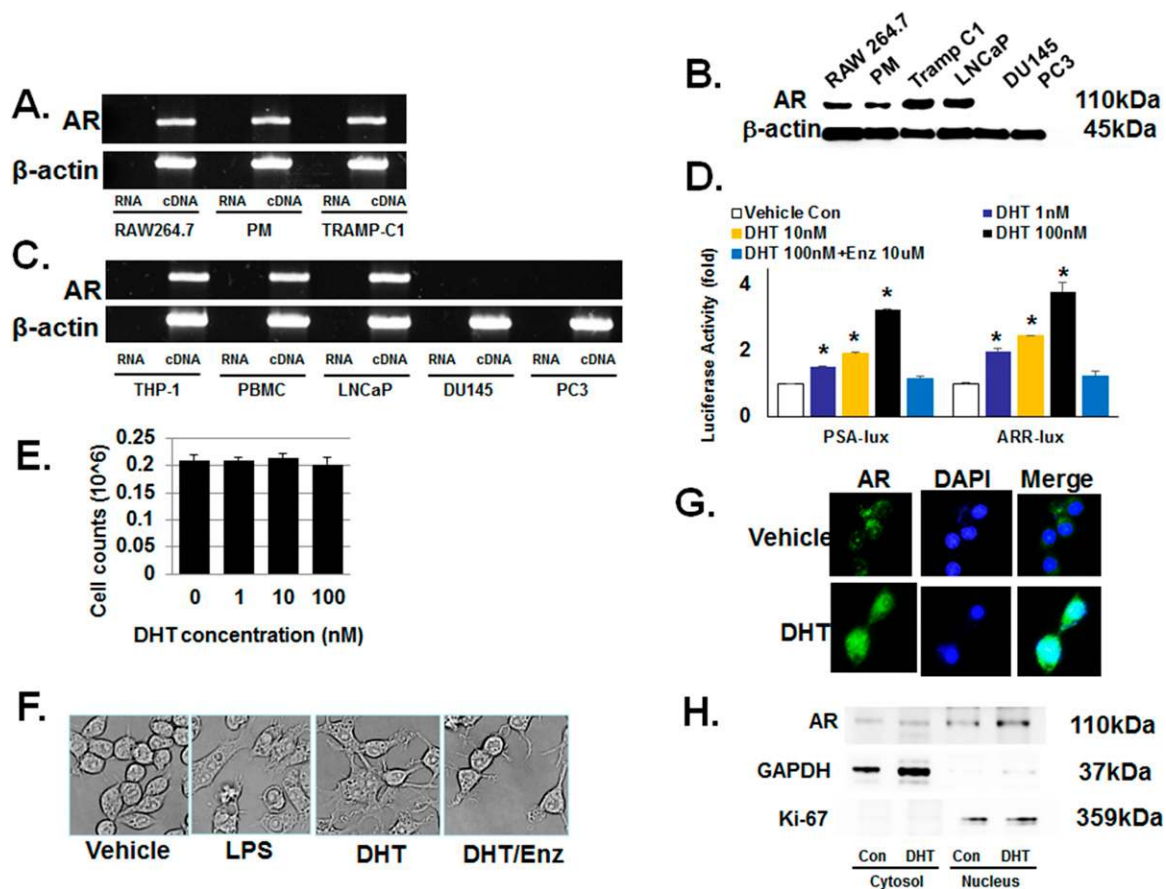 A.
AR
β-actin
RNA cDNA RNA cDNA RNA cDNA
RAW264.7 PM TRAMP-C1
B.
RAW 264.7 PM Tramp C1 LNCaP DU145 PC3
AR 110kDa
β-actin 45kDa
C.
AR
β-actin
RNA cDNA RNA cDNA RNA cDNA RNA cDNA RNA cDNA
THP-1 PBMC LNCaP DU145 PC3
D.
Vehicle Con DHT 1nM
DHT 10nM DHT 100nM
DHT 100nM+Enz 10uM
Luciferase Activity (fold)
4
2
0
* * * * * *
PSA-lux ARR-lux
E.
Cell counts (10^6)
0.25
0.2
0.15
0.1
0.05
0
0 1 10 100
DHT concentration (nM)
F.
Vehicle LPS DHT DHT/Enz
G.
AR DAPI Merge
Vehicle
DHT
H.
AR 110kDa
GAPDH 37kDa
Ki-67 359kDa
Con DHT Con DHT
Cytosol Nucleus